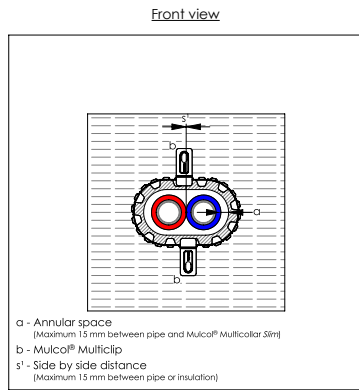 Front view
s'
b
a
b
a - Annular space
(Maximum 15 mm between pipe and Mulcol® Multicollar Slim)
b - Mulcol® Multiclip
s' - Side by side distance
(Maximum 15 mm between pipe or insulation)